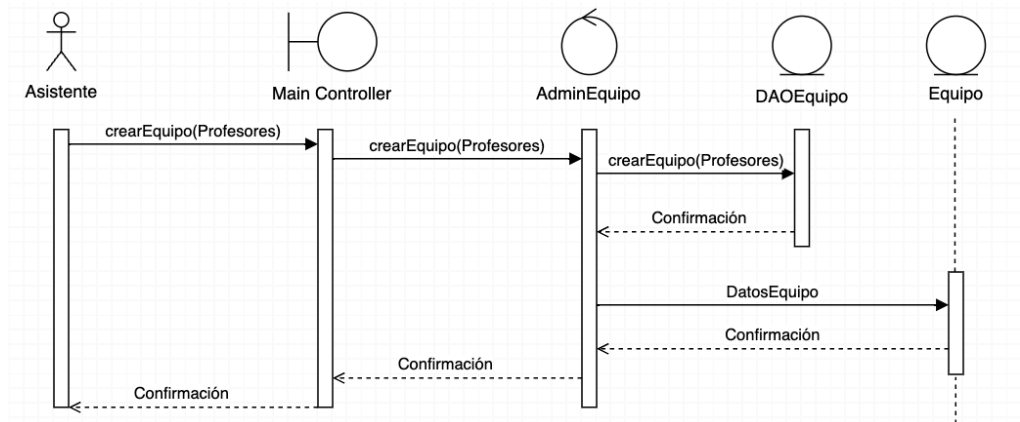 Asistente
Main Controller
AdminEquipo
DAOEquipo
Equipo
crearEquipo(Profesores)
crearEquipo(Profesores)
crearEquipo(Profesores)
Confirmación
DatosEquipo
Confirmación
Confirmación
Confirmación